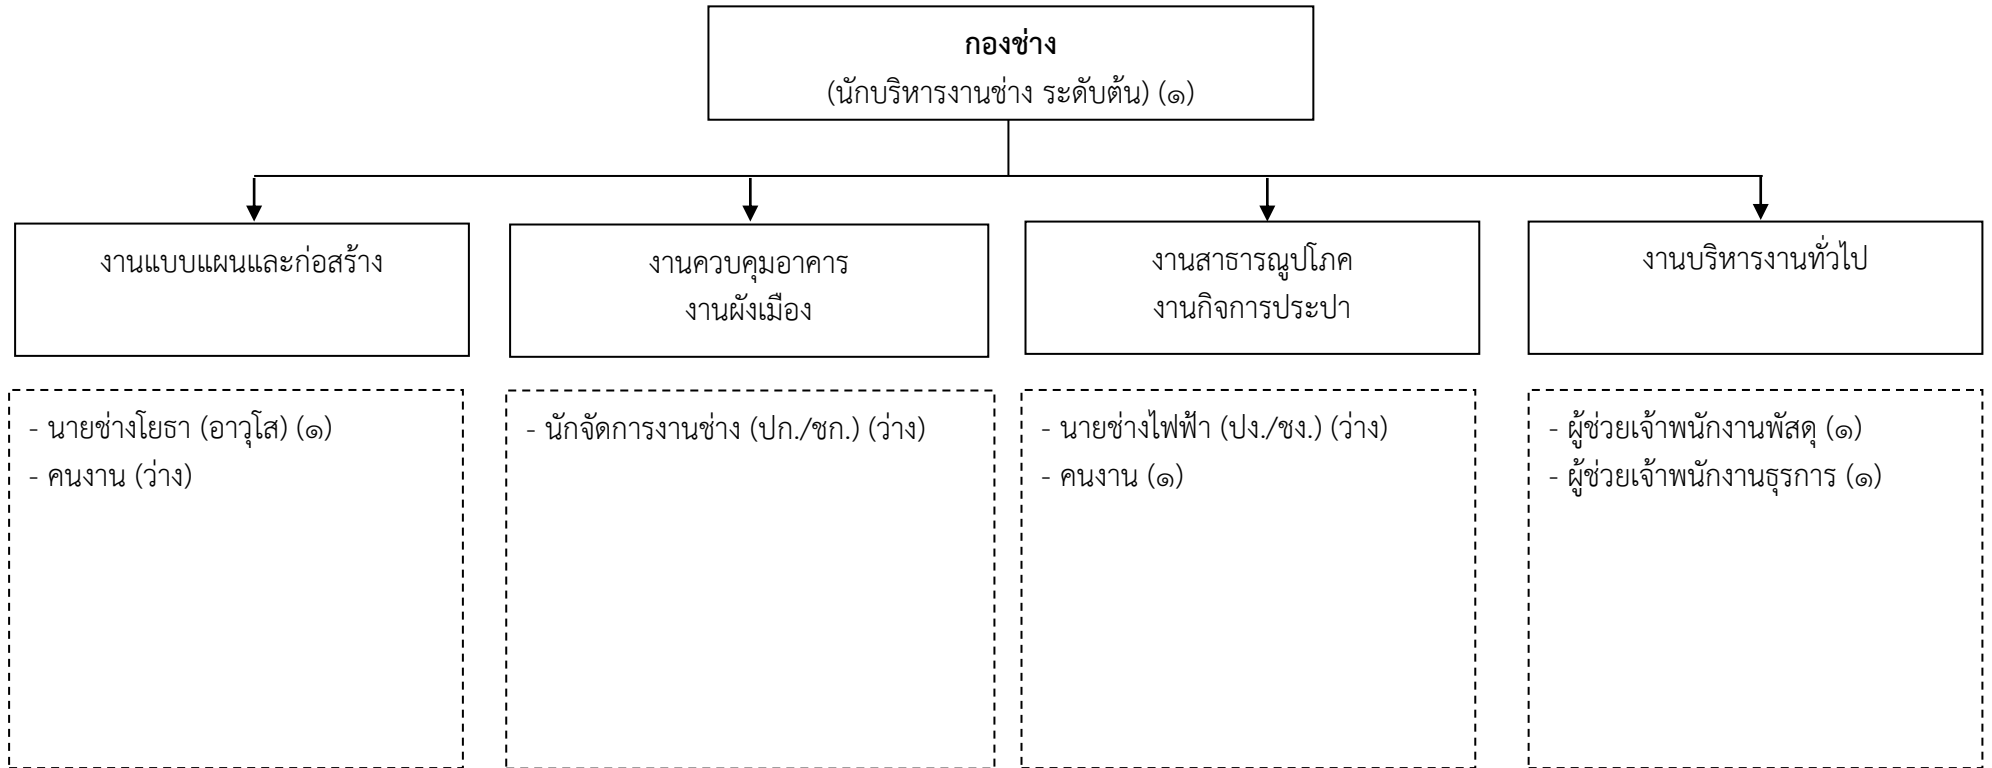 กองช่าง
(นักบริหารงานช่าง ระดับต้น) (๑)
งานแบบแผนและก่อสร้าง
งานควบคุมอาคาร
งานผังเมือง
งานสาธารณูปโภค
งานกิจการประปา
งานบริหารงานทั่วไป
- นายช่างโยธา (อาวุโส) (๑)
- คนงาน (ว่าง)
- นักจัดการงานช่าง (ปก./ชก.) (ว่าง)
- นายช่างไฟฟ้า (ปง./ชง.) (ว่าง)
- คนงาน (๑)
- ผู้ช่วยเจ้าพนักงานพัสดุ (๑)
- ผู้ช่วยเจ้าพนักงานธุรการ (๑)